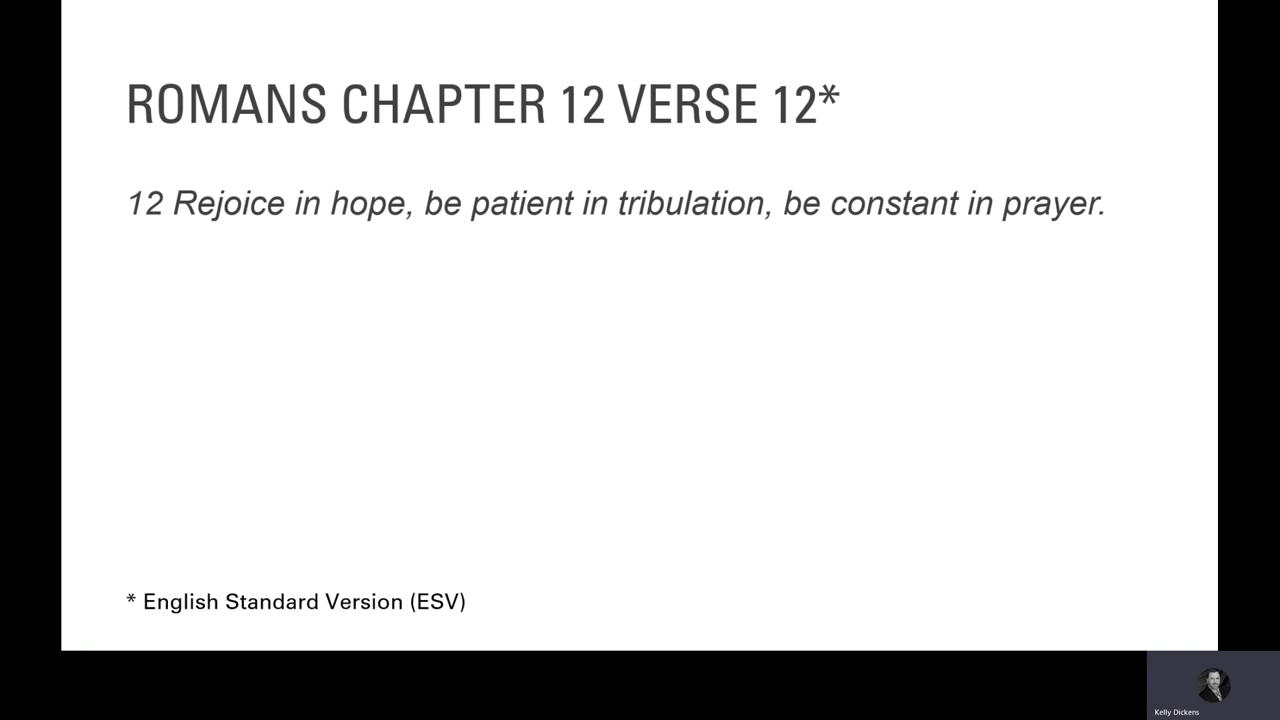 ROMANS CHAPTER 12 VERSE 12*
12 Rejoice in hope, be patient in tribulation, be constant in prayer.
* English Standard Version (ESV)
Kelly Dickens